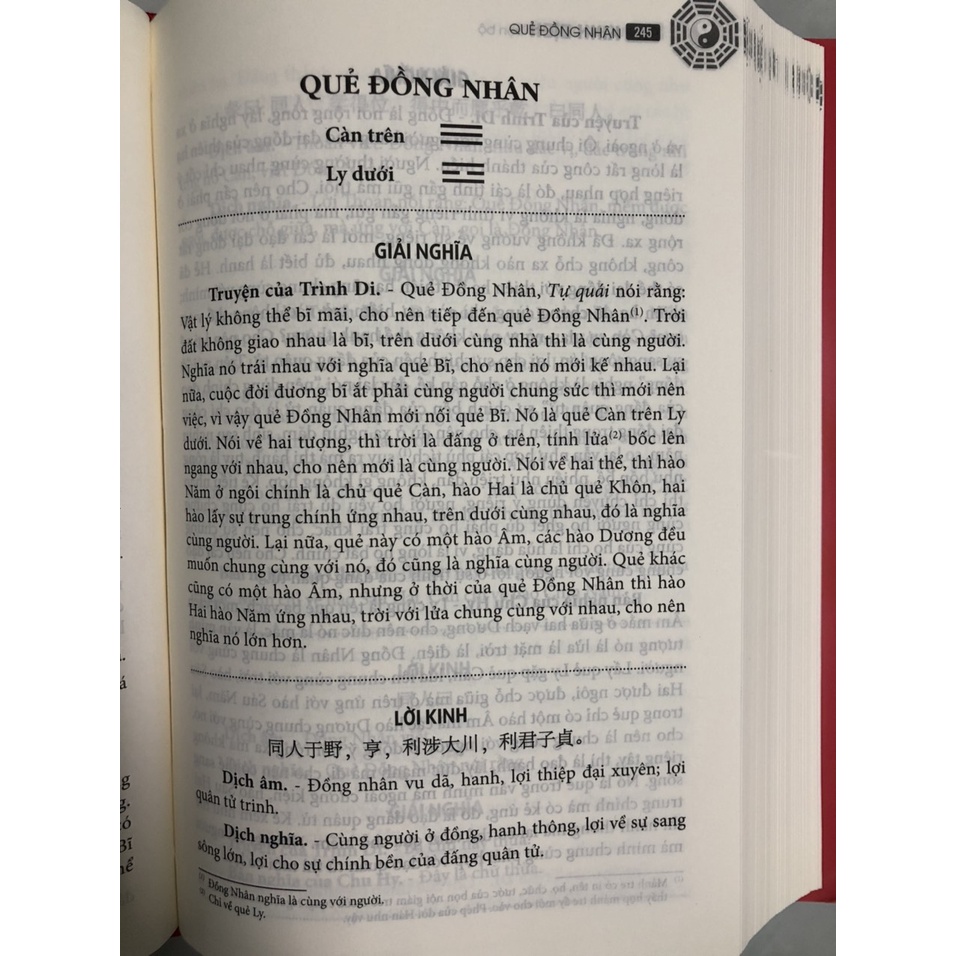 QUẺ ĐỒNG NHÂN 245
QUẺ ĐỒNG NHÂN
Càn trên
Ly dưới
GIẢI NGHĨA
Truyện của Trình Di. - Quẻ Đồng Nhân, Tự quái nói rằng:
Vật lý không thể bĩ mãi, cho nên tiếp đến quẻ Đồng Nhân(1). Trời
đất không giao nhau là bĩ, trên dưới cùng nhà thì là cùng người.
Nghĩa nó trái nhau với nghĩa quẻ Bĩ, cho nên nó mới kế nhau. Lại
nữa, cuộc đời đương bĩ ắt phải cùng người chung sức thì mới nên
việc, vì vậy quẻ Đồng Nhân mới nối quẻ Bĩ. Nó là quẻ Càn trên Ly
dưới. Nói về hai tượng, thì trời là đấng ở trên, tính lửa(2) bốc lên
ngang với nhau, cho nên mới là cùng người. Nói về hai thể, thì hào
Năm ở ngôi chính là chủ quẻ Càn, hào Hai là chủ quẻ Khôn, hai
hào lấy sự trung chính ứng nhau, trên dưới cùng nhau, đó là nghĩa
cùng người. Lại nữa, quẻ này có một hào Âm, các hào Dương đều
muốn chung cùng với nó, đó cũng là nghĩa cùng người. Quẻ khác
cũng có một hào Âm, nhưng ở thời của quẻ Đồng Nhân thì hào
Hai hào Năm ứng nhau, trời với lửa chung cùng với nhau, cho nên
nghĩa nó lớn hơn.
LỜI KINH
同人于野，亨，利涉大川，利君子貞。
Dịch âm. - Đồng nhân vu dã, hanh, lợi thiệp đại xuyên; lợi
quân tử trinh.
Dịch nghĩa. - Cùng người ở đồng, hanh thông, lợi về sự sang
sông lớn, lợi cho sự chính bền của đấng quân tử.
(1) Đồng Nhân nghĩa là cùng với người.
(2) Chỉ về quẻ Ly.